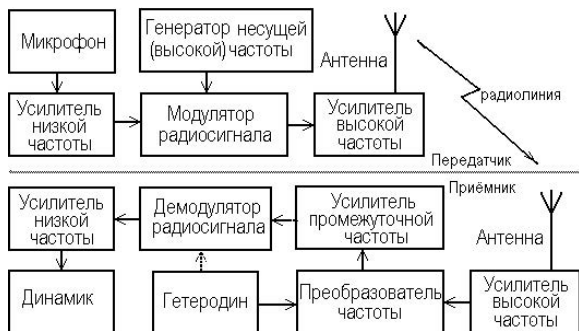 Микрофон
Генератор несущей
(высокой) частоты
Антенна
радиолиния
Усилитель
низкой
частоты
Модулятор
радиосигнала
Усилитель
высокой
частоты
Передатчик
Приёмник
Усилитель
низкой
частоты
Демодулятор
радиосигнала
Усилитель
промежуточной
частоты
Антенна
Динамик
Гетеродин
Преобразователь
частоты
Усилитель
высокой
частоты